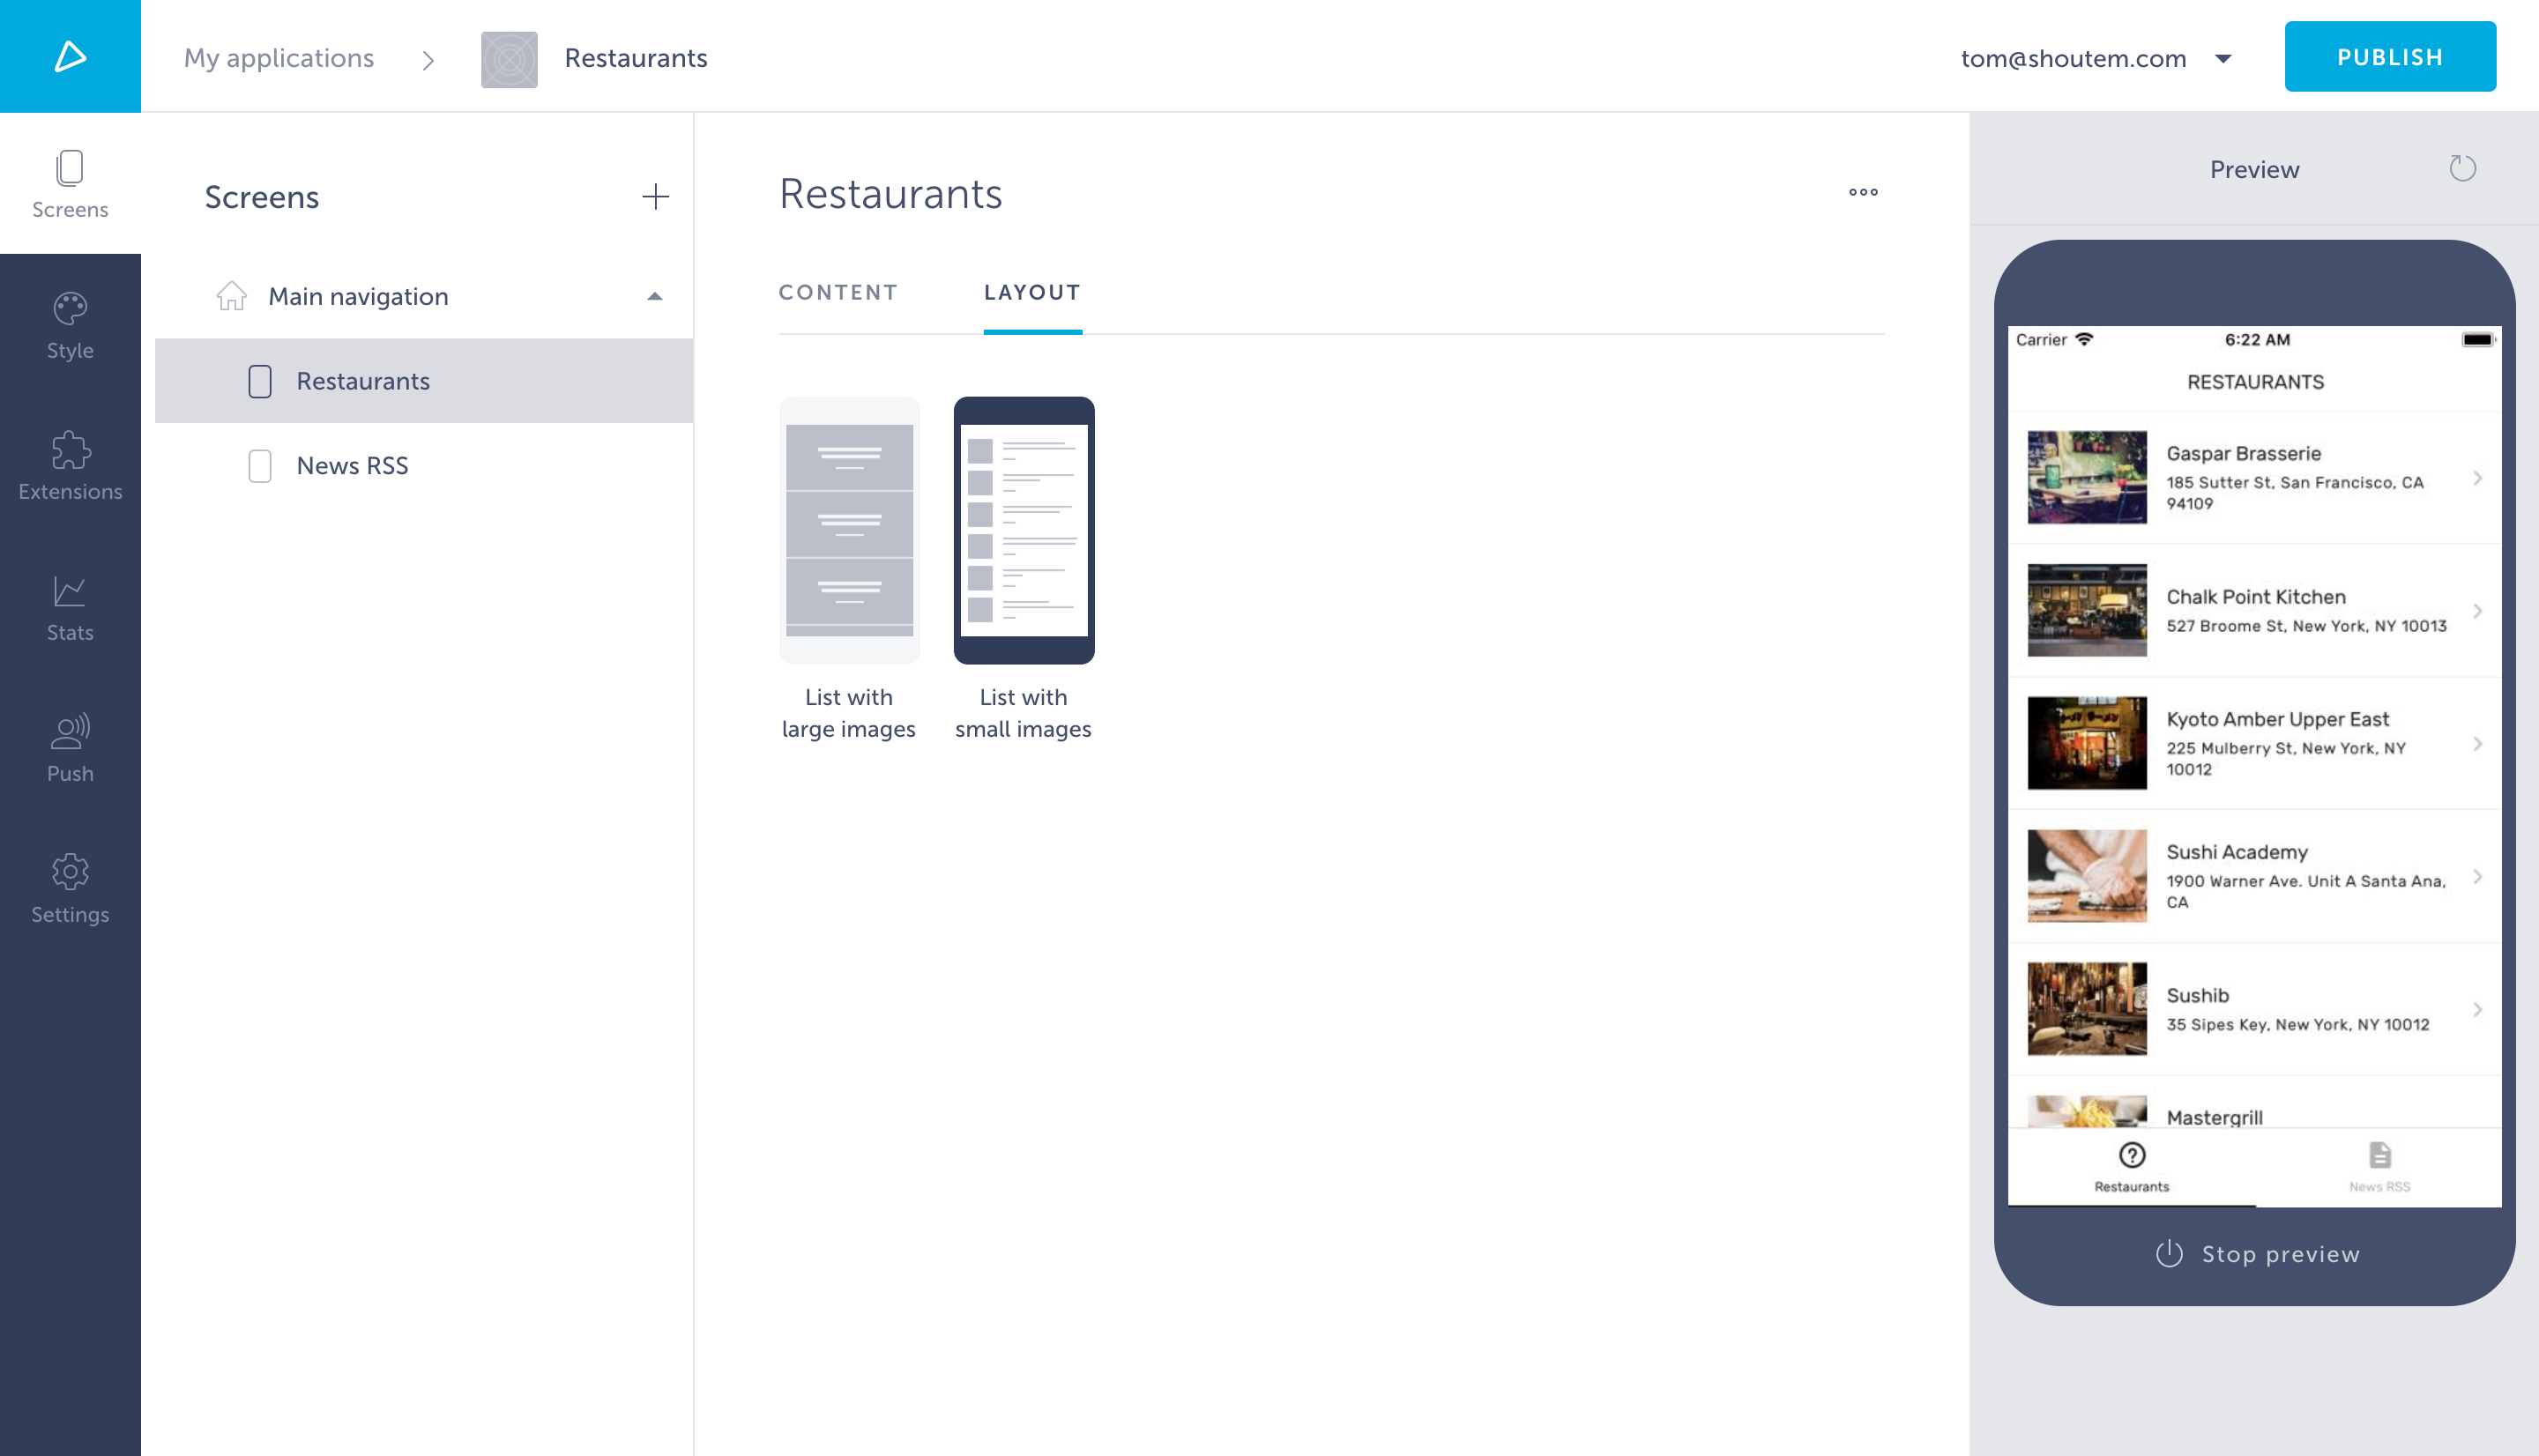 My applications
Restaurants
tom@shoutem.com
PUBLISH
Screens
Style
Extensions
Stats
Push
Settings
Screens
Main navigation
Restaurants
News RSS
Restaurants
CONTENT
LAYOUT
List with
large images
List with
small images
Preview
Carrier
6:22 AM
RESTAURANTS
Gaspar Brasserie
185 Sutter St, San Francisco, CA
94109
Chalk Point Kitchen
527 Broome St, New York, NY 10013
Kyoto Amber Upper East
225 Mulberry St, New York, NY
10012
Sushi Academy
1900 Warner Ave. Unit A Santa Ana,
CA
Sushib
35 Sipes Key, New York, NY 10012
Mastergrill
Restaurants
News RSS
Stop preview